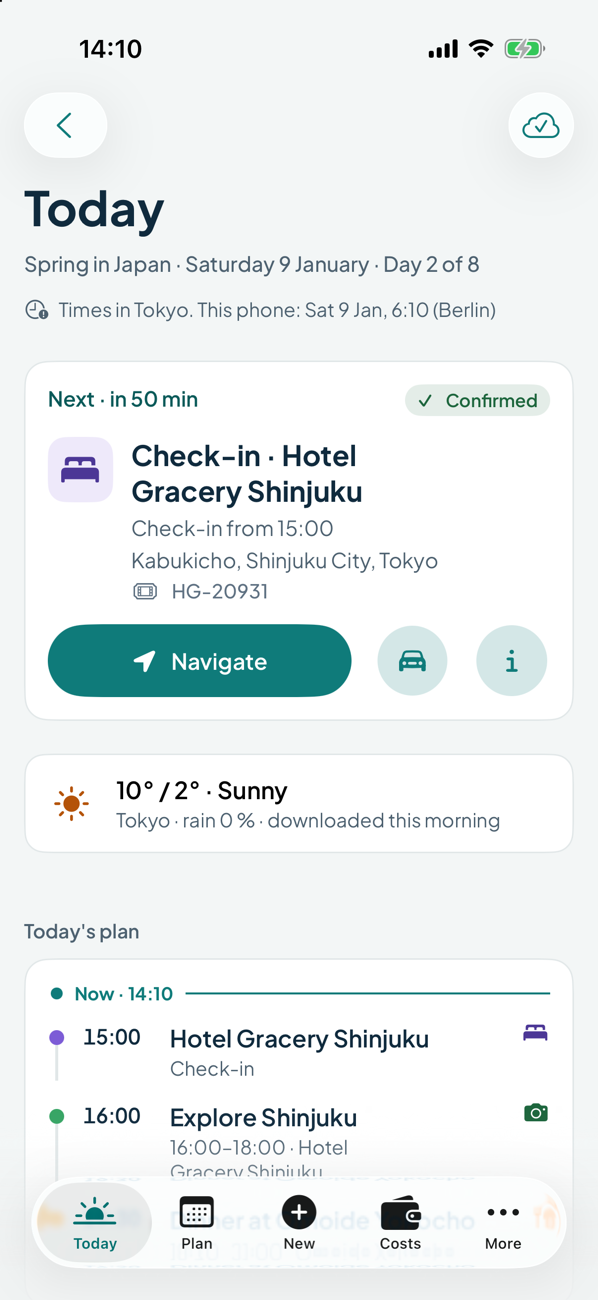 14:10
Today
Spring in Japan · Saturday 9 January · Day 2 of 8
Times in Tokyo. This phone: Sat 9 Jan, 6:10 (Berlin)
Next · in 50 min
Confirmed
Check-in · Hotel
Gracery Shinjuku
Check-in from 15:00
Kabukicho, Shinjuku City, Tokyo
HG-20931
Navigate
10° / 2° · Sunny
Tokyo · rain 0 % · downloaded this morning
Today's plan
Now · 14:10
15:00 Hotel Gracery Shinjuku
Check-in
16:00 Explore Shinjuku
16:00–18:00 · Hotel
Gracery Shinjuku
Today Plan New Costs More